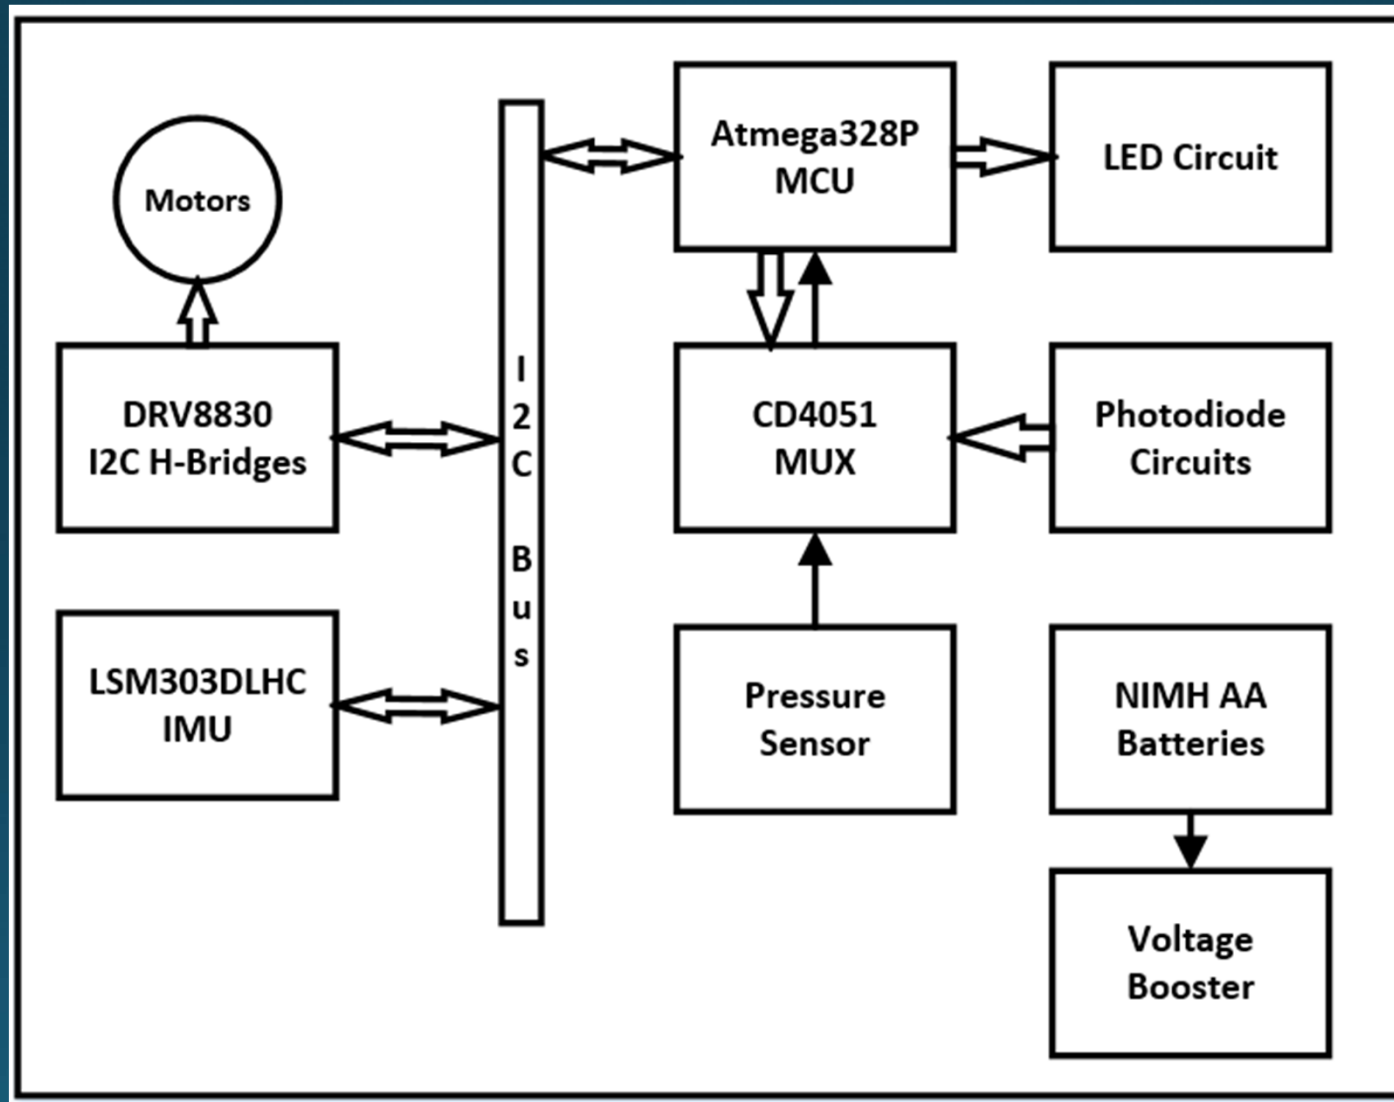 Atmega328P
MCU
LED Circuit
Motors
I
2
C
B
u
s
DRV8830
I2C H-Bridges
CD4051
MUX
Photodiode
Circuits
LSM303DLHC
IMU
Pressure
Sensor
NIMH AA
Batteries
Voltage
Booster